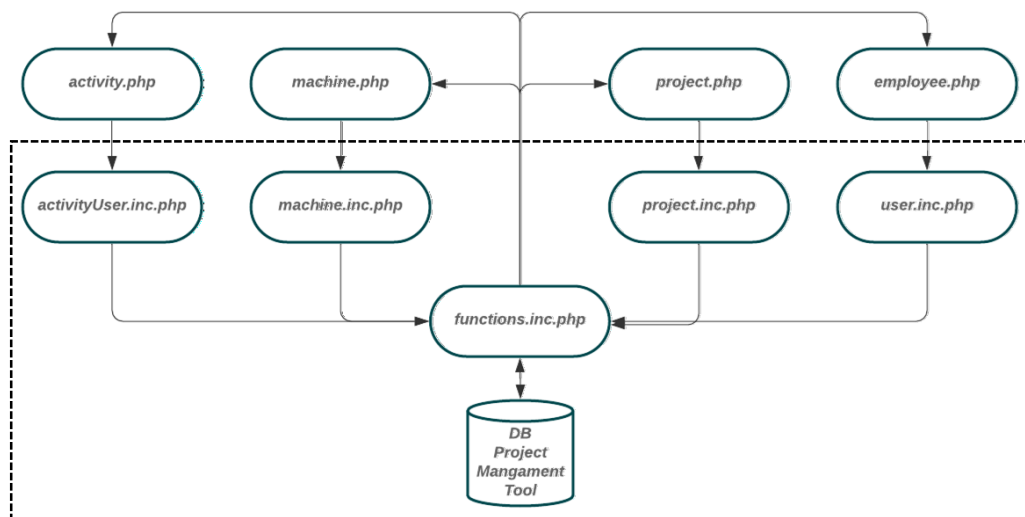 activity.php
machine.php
project.php
employee.php
activityUser.inc.php
machine.inc.php
project.inc.php
user.inc.php
functions.inc.php
DB
Project
Mangament
Tool